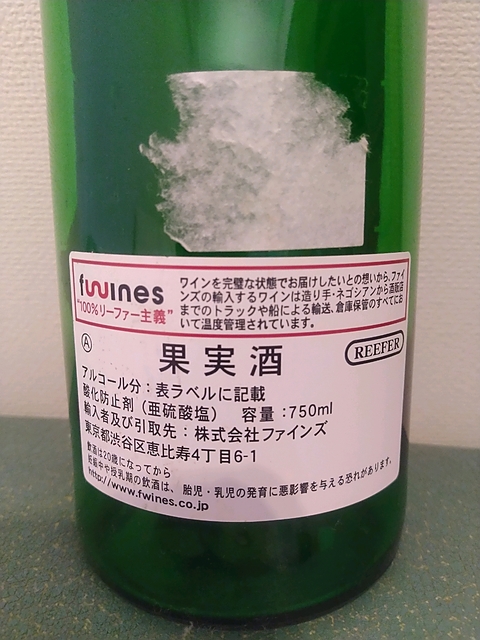 fwines
"100%リーファー主義"
ワインを完璧な状態でお届けしたいとの想いから、ファイ
ンズの輸入するワインは造り手・ネゴシアンから酒販店
までのトラックや船による輸送、倉庫保管のすべてにお
いて温度管理されています。
Ⓐ
果実酒
REEFER
アルコール分：表ラベルに記載
酸化防止剤（亜硫酸塩） 容量：750ml
輸入者及び引取先：株式会社ファインズ
東京都渋谷区恵比寿4丁目6-1
飲酒は20歳になってから
妊娠中や授乳期の飲酒は、胎児・乳児の発育に悪影響を与える恐れがあります。
http://www.fwines.co.jp